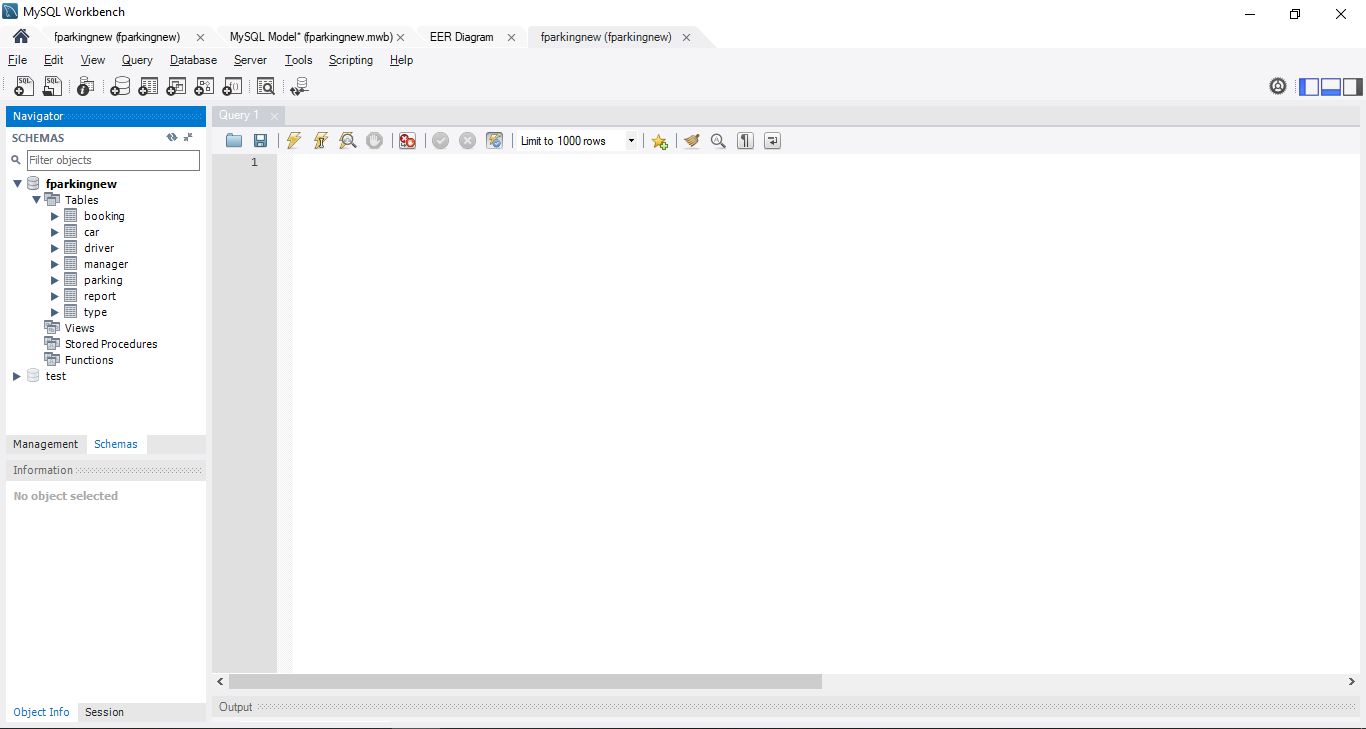 MySQL Workbench
fparkingnew (fparkingnew) MySQL Model* (fparkingnew.mwb) EER Diagram fparkingnew (fparkingnew)
File Edit View Query Database Server Tools Scripting Help
SQL SQL
Navigator
SCHEMAS
Filter objects
fparkingnew
Tables
booking
car
driver
manager
parking
report
type
Views
Stored Procedures
Functions
test
Management Schemas
Information
No object selected
Object Info Session
Query 1
Limit to 1000 rows
1
Output